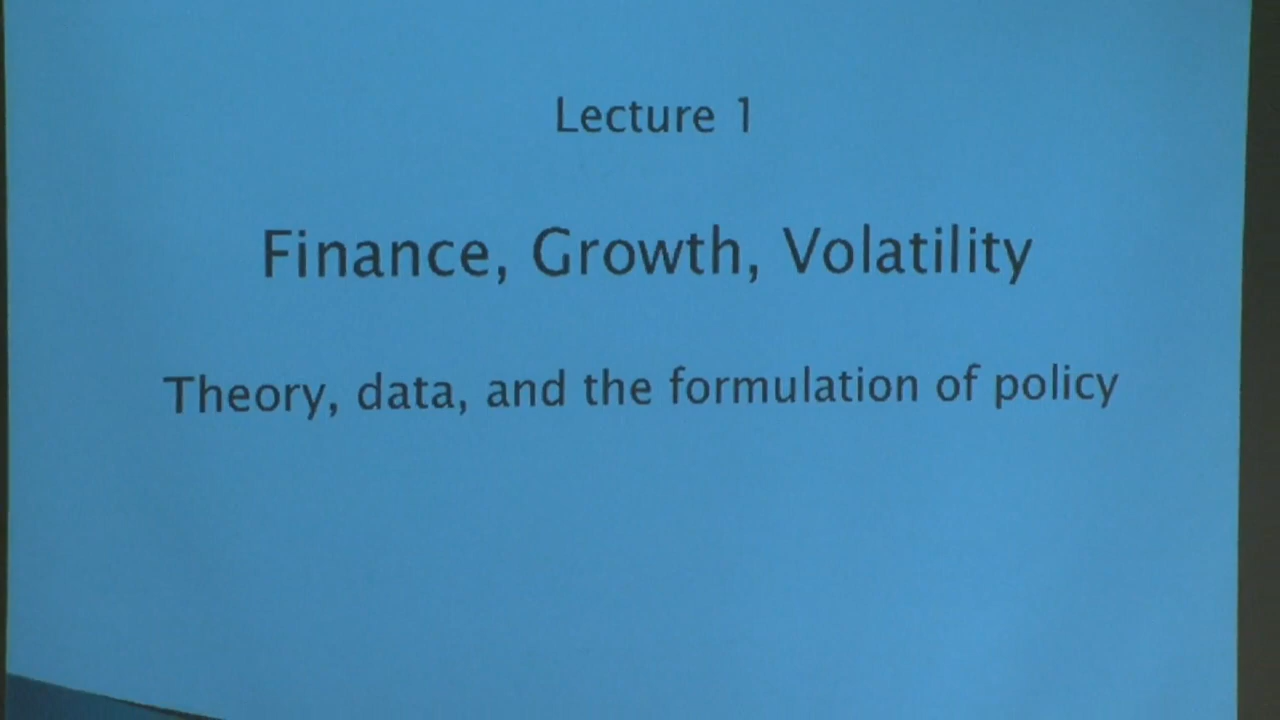 Lecture 1
Finance, Growth, Volatility
Theory, data, and the formulation of policy